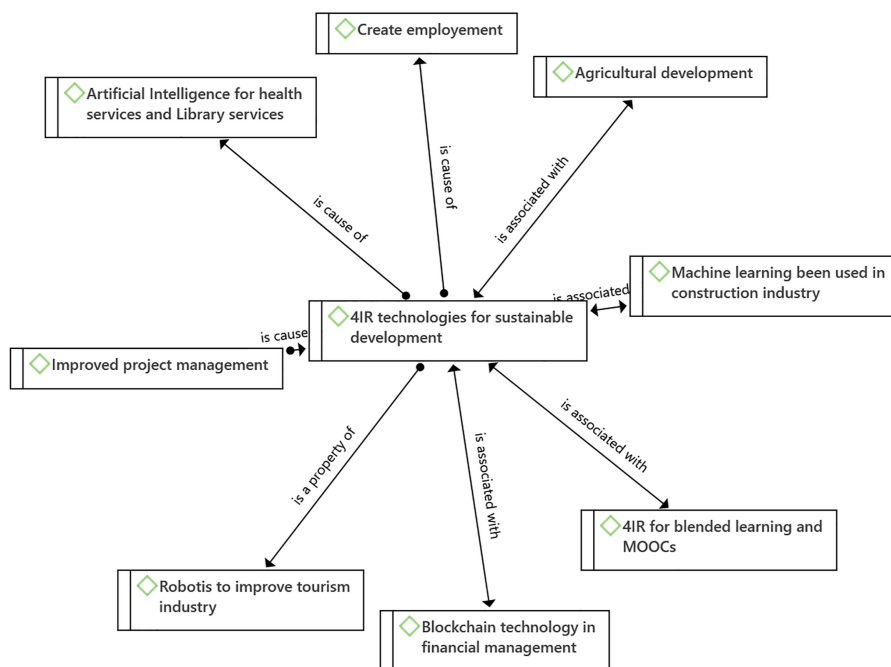 Create employement
Agricultural development
Artificial Intelligence for health
services and Library services
is cause of
is cause of
is associated with
Machine learning been used in
construction industry
is associated
4IR technologies for sustainable
development
is cause
Improved project management
is a property of
is associated with
is associated with
4IR for blended learning and
MOOCs
Robotis to improve tourism
industry
Blockchain technology in
financial management